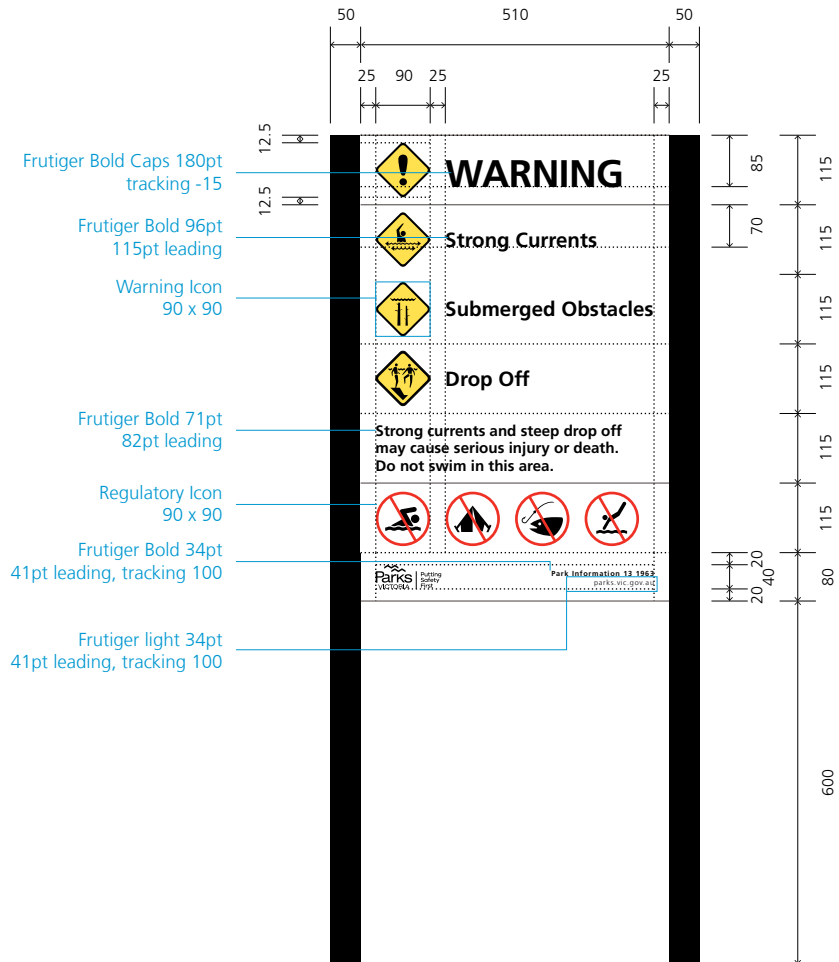 50 510 50
25 90 25 25
12.5
12.5
Frutiger Bold Caps 180pt
tracking -15
WARNING
85
115
Frutiger Bold 96pt
115pt leading
Strong Currents
70
115
Warning Icon
90 x 90
Submerged Obstacles
115
Drop Off
115
Frutiger Bold 71pt
82pt leading
Strong currents and steep drop off
may cause serious injury or death.
Do not swim in this area.
115
Regulatory Icon
90 x 90
115
Frutiger Bold 34pt
41pt leading, tracking 100
Parks
VICTORIA
Putting
Safety
First
Park Information 13 1963
parks.vic.gov.au
20
40
20
80
Frutiger light 34pt
41pt leading, tracking 100
600